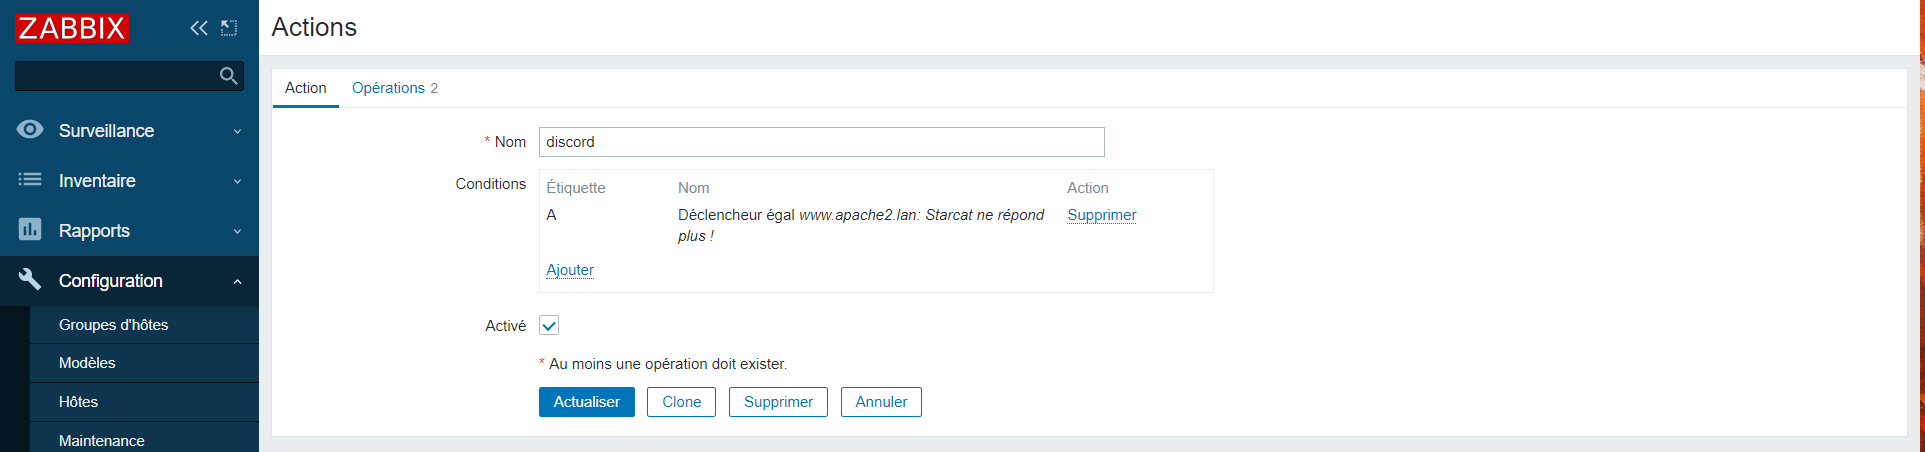 ZABBIX
Surveillance
Inventaire
Rapports
Configuration
Groupes d'hôtes
Modèles
Hôtes
Maintenance
Actions
Action Opérations 2
* Nom discord
Conditions Étiquette Nom Action
A Déclencheur égal www.apache2.lan: Starcat ne répond Supprimer
plus !
Ajouter
Activé
* Au moins une opération doit exister.
Actualiser Clone Supprimer Annuler